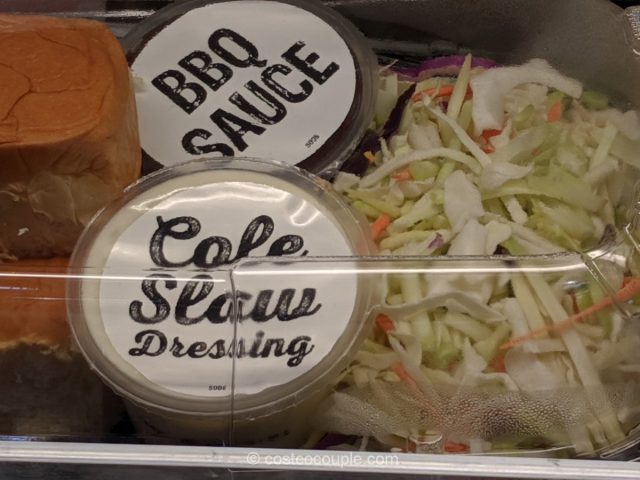 BBQ
SAUCE
Cole
Slaw
Dressing
© costcocouple.com